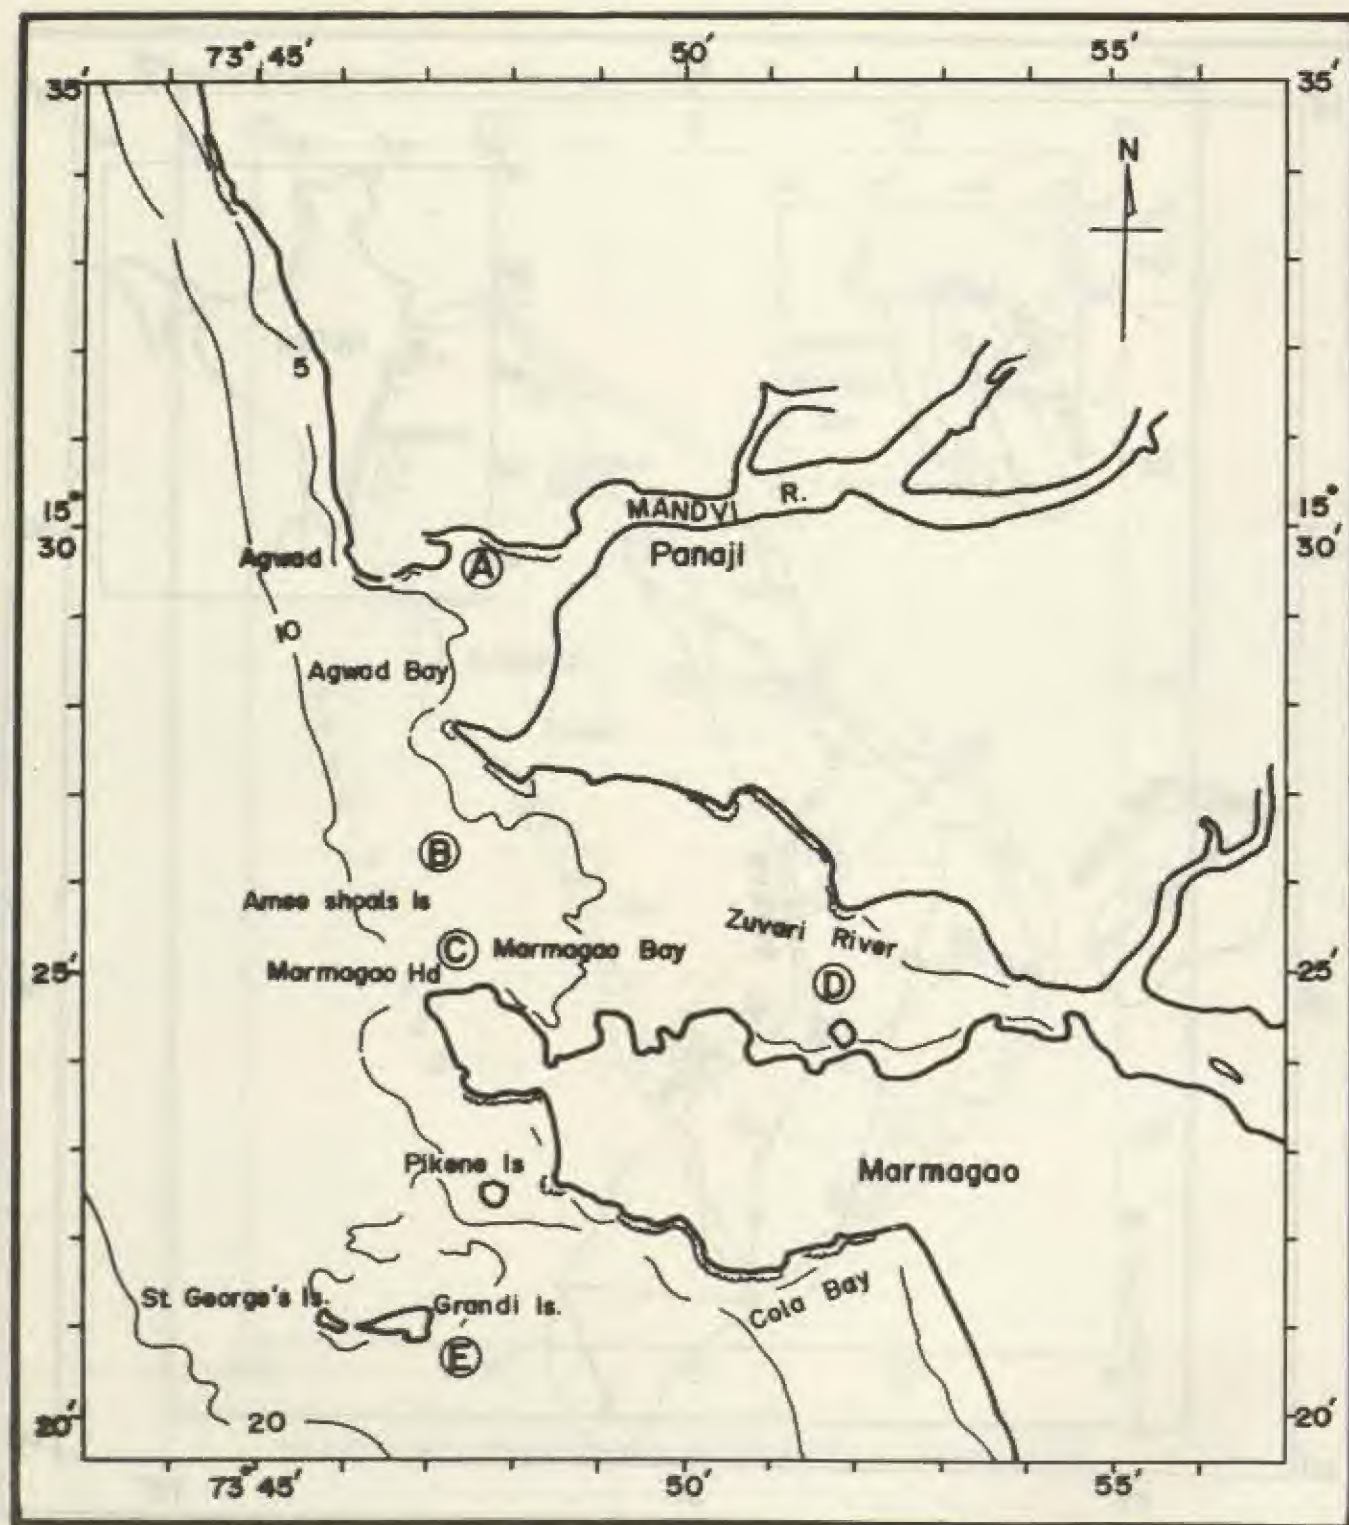 73° 45′ 50′ 55′
35′ 35′
N
5
15° 30′ MANDVI R. 15° 30′
Agwad Panaji
A
10
Agwad Bay
B
Amee shoals Is
Zuvari River
C Marmagao Bay
25′ Marmagao Hd D 25′
Pikene Is Marmagao
St. George's Is. Grandi Is. Cola Bay
E
20′ 20 20′
73° 45′ 50′ 55′